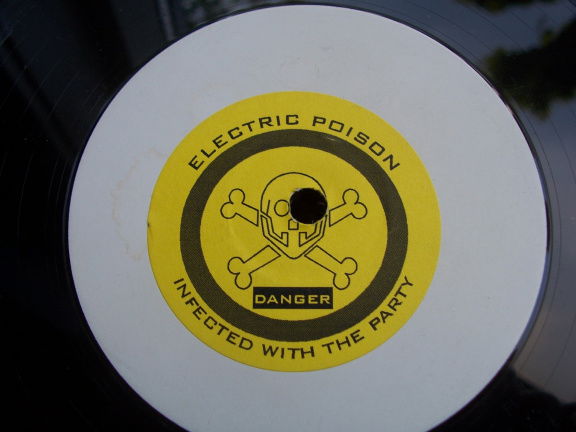 ELECTRIC POISON
DANGER
INFECTED WITH THE PARTY